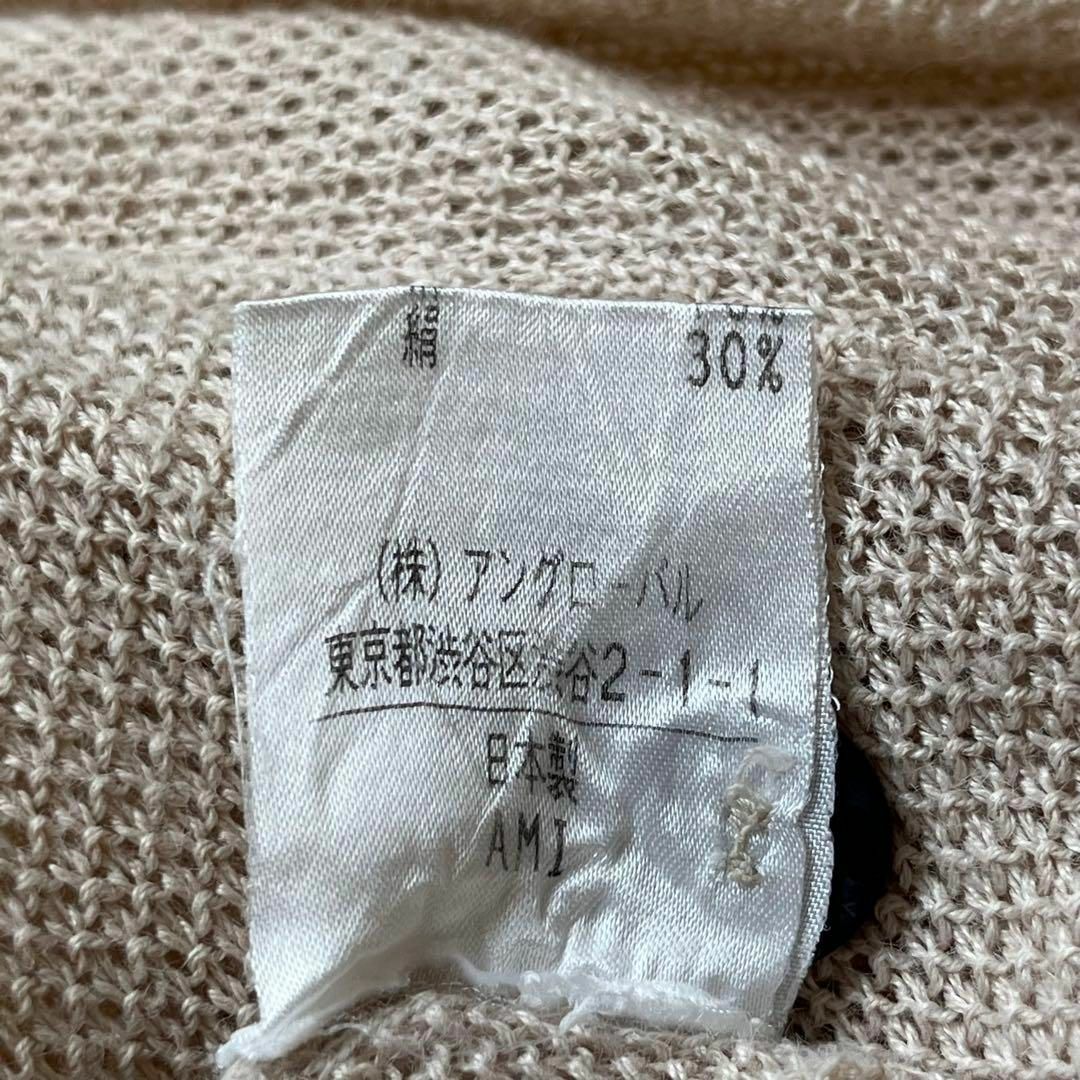 絹 30%
(株) アングローバル
東京都渋谷区渋谷2-1-1
日本製
AMI